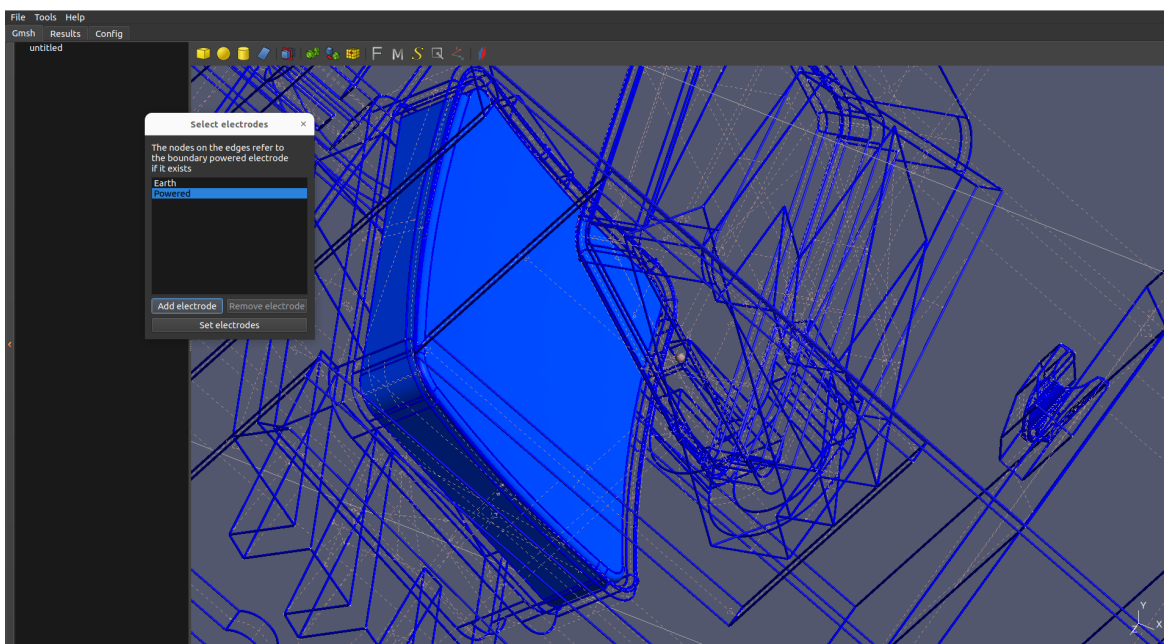 File Tools Help
Gmsh Results Config
untitled
F M S
Select electrodes ×
The nodes on the edges refer to
the boundary powered electrode
if it exists
Earth
Powered
Add electrode Remove electrode
Set electrodes
<
Y
Z X